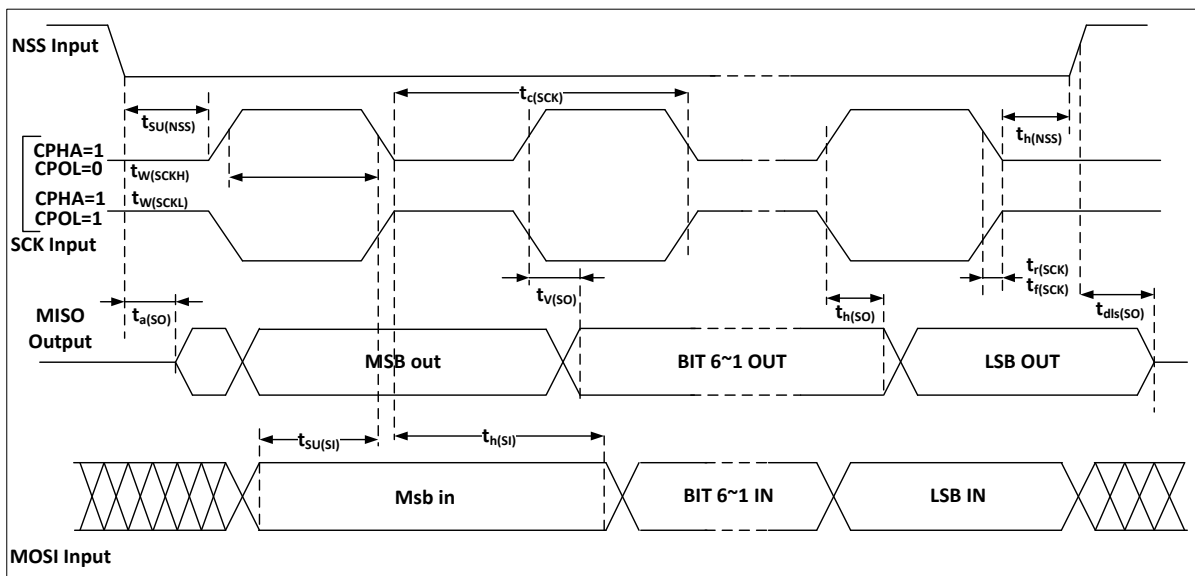 NSS Input
tc(SCK)
tSU(NSS)
th(NSS)
CPHA=1
CPOL=0
tW(SCKH)
CPHA=1
CPOL=1
tW(SCKL)
SCK Input
tr(SCK)
tf(SCK)
tV(SO)
ta(SO)
th(SO)
tdls(SO)
MISO
Output
MSB out
BIT 6~1 OUT
LSB OUT
tSU(SI)
th(SI)
Msb in
BIT 6~1 IN
LSB IN
MOSI Input